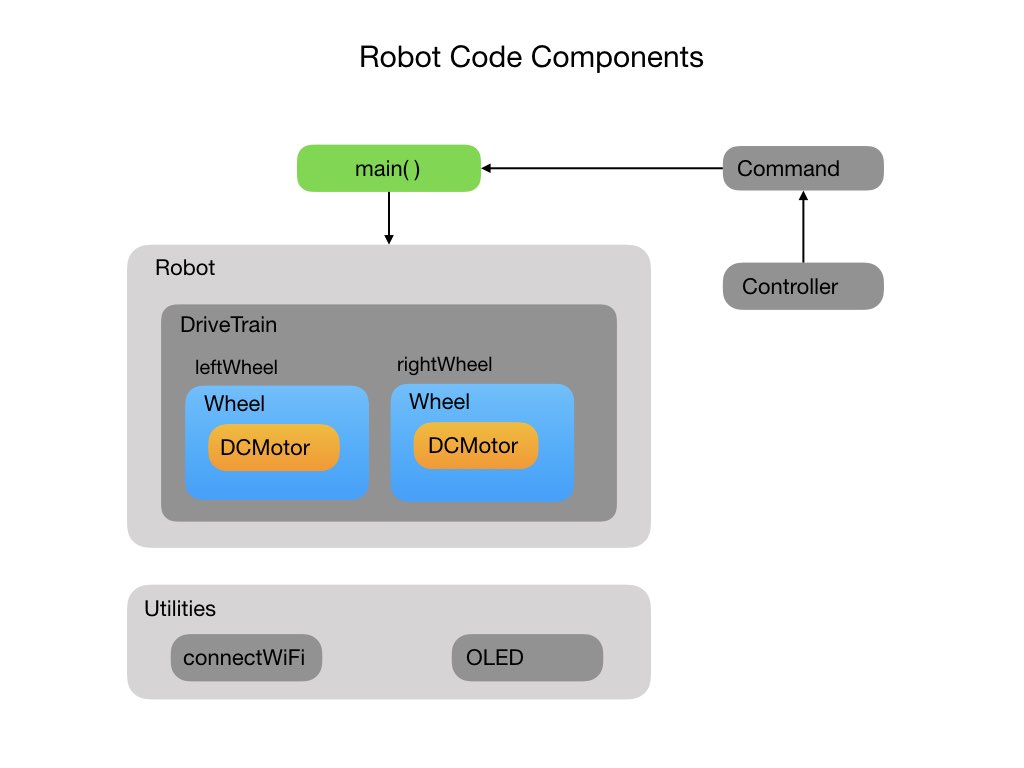 Robot Code Components
main( )
Command
Robot
Controller
DriveTrain
leftWheel
rightWheel
Wheel
Wheel
DCMotor
DCMotor
Utilities
connectWiFi
OLED